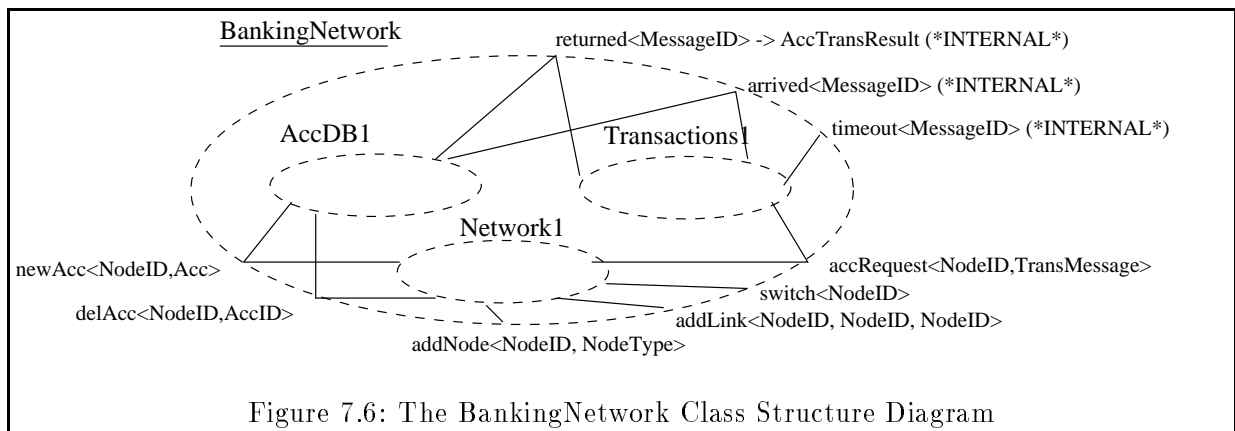 BankingNetwork
returned<MessageID> -> AccTransResult (*INTERNAL*)
arrived<MessageID> (*INTERNAL*)
timeout<MessageID> (*INTERNAL*)
AccDB1
Transactions1
Network1
newAcc<NodeID,Acc>
accRequest<NodeID,TransMessage>
switch<NodeID>
delAcc<NodeID,AccID>
addLink<NodeID, NodeID, NodeID>
addNode<NodeID, NodeType>
Figure 7.6: The BankingNetwork Class Structure Diagram